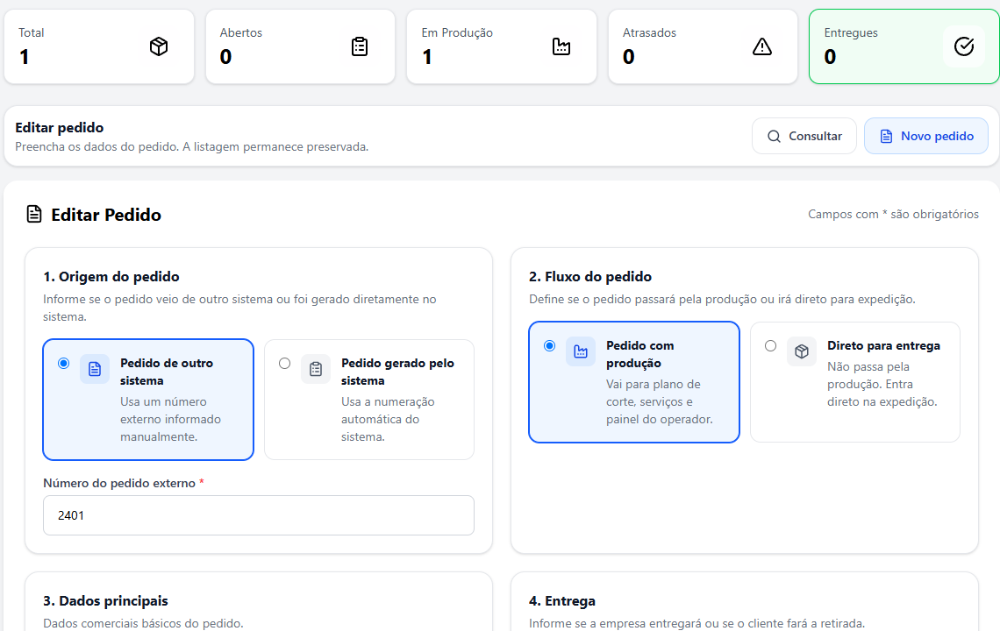 Total
1
Abertos
0
Em Produção
1
Atrasados
0
Entregues
0
Editar pedido
Preencha os dados do pedido. A listagem permanece preservada.
Consultar
Novo pedido
Editar Pedido
Campos com * são obrigatórios
1. Origem do pedido
Informe se o pedido veio de outro sistema ou foi gerado diretamente no
sistema.
Pedido de outro
sistema
Usa um número
externo informado
manualmente.
Pedido gerado pelo
sistema
Usa a numeração
automática do
sistema.
Número do pedido externo *
2401
2. Fluxo do pedido
Define se o pedido passará pela produção ou irá direto para expedição.
Pedido com
produção
Vai para plano de
corte, serviços e
painel do operador.
Direto para entrega
Não passa pela
produção. Entra
direto na expedição.
3. Dados principais
Dados comerciais básicos do pedido.
4. Entrega
Informe se a empresa entregará ou se o cliente fará a retirada.